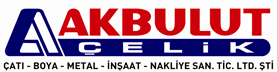 AKBULUT
ÇELİK
ÇATI - BOYA - METAL - İNŞAAT - NAKLİYE SAN. TİC. LTD. ŞTİ